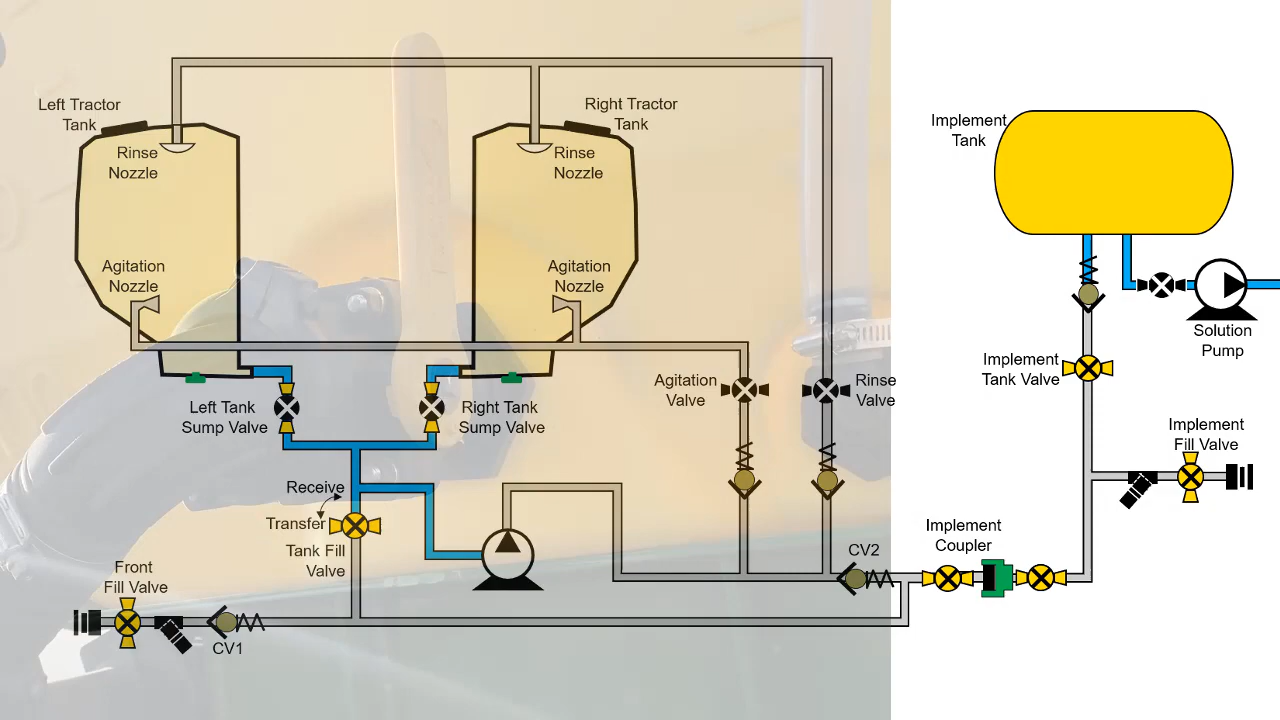 Left Tractor
Tank
Right Tractor
Tank
Implement
Tank
Rinse
Nozzle
Rinse
Nozzle
Agitation
Nozzle
Agitation
Nozzle
Solution
Pump
Implement
Tank Valve
Agitation
Valve
Rinse
Valve
Left Tank
Sump Valve
Right Tank
Sump Valve
Implement
Fill Valve
Receive
Transfer
Tank Fill
Valve
Implement
Coupler
CV2
Front
Fill Valve
CV1